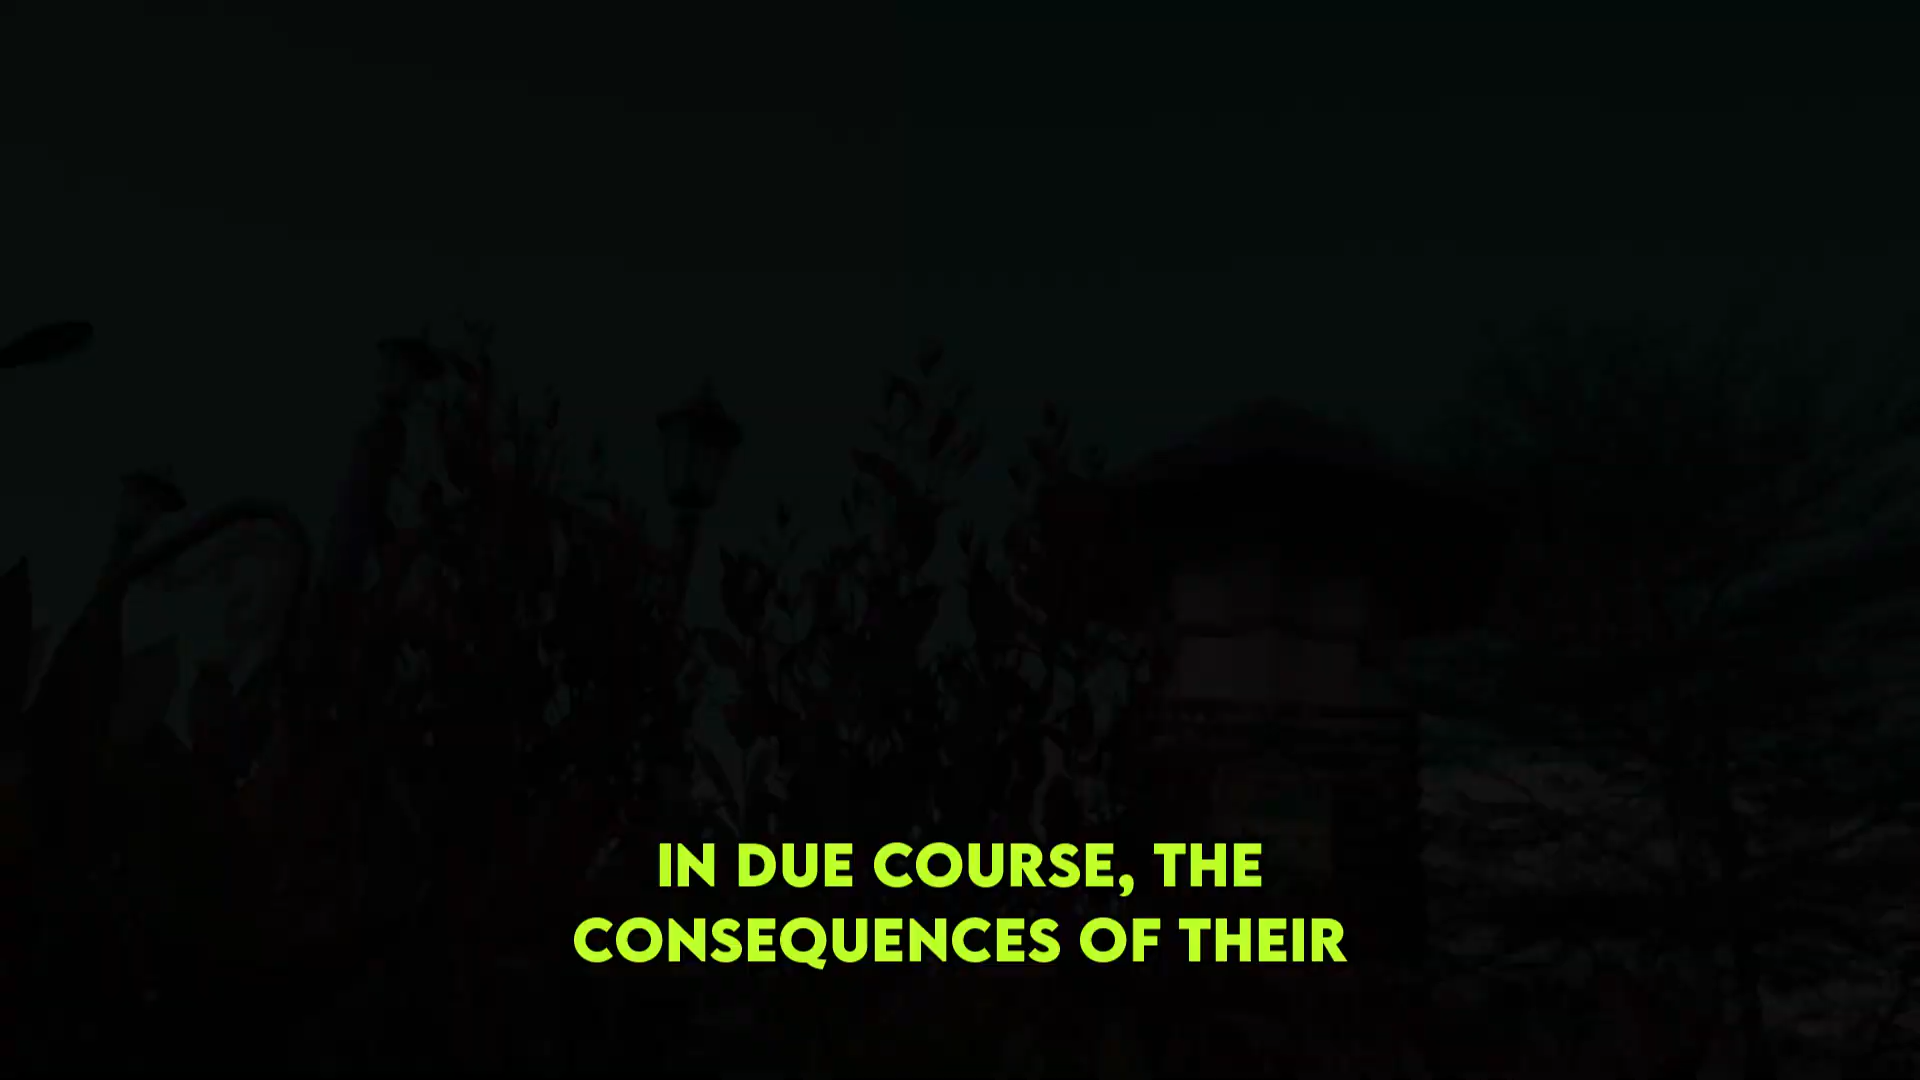 IN DUE COURSE, THE
CONSEQUENCES OF THEIR